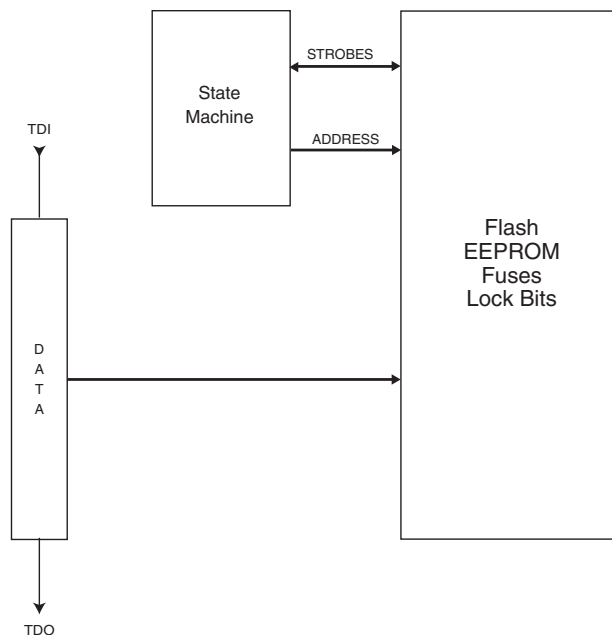 STROBES
State
Machine
ADDRESS
TDI
Flash
EEPROM
Fuses
Lock Bits
D
A
T
A
TDO